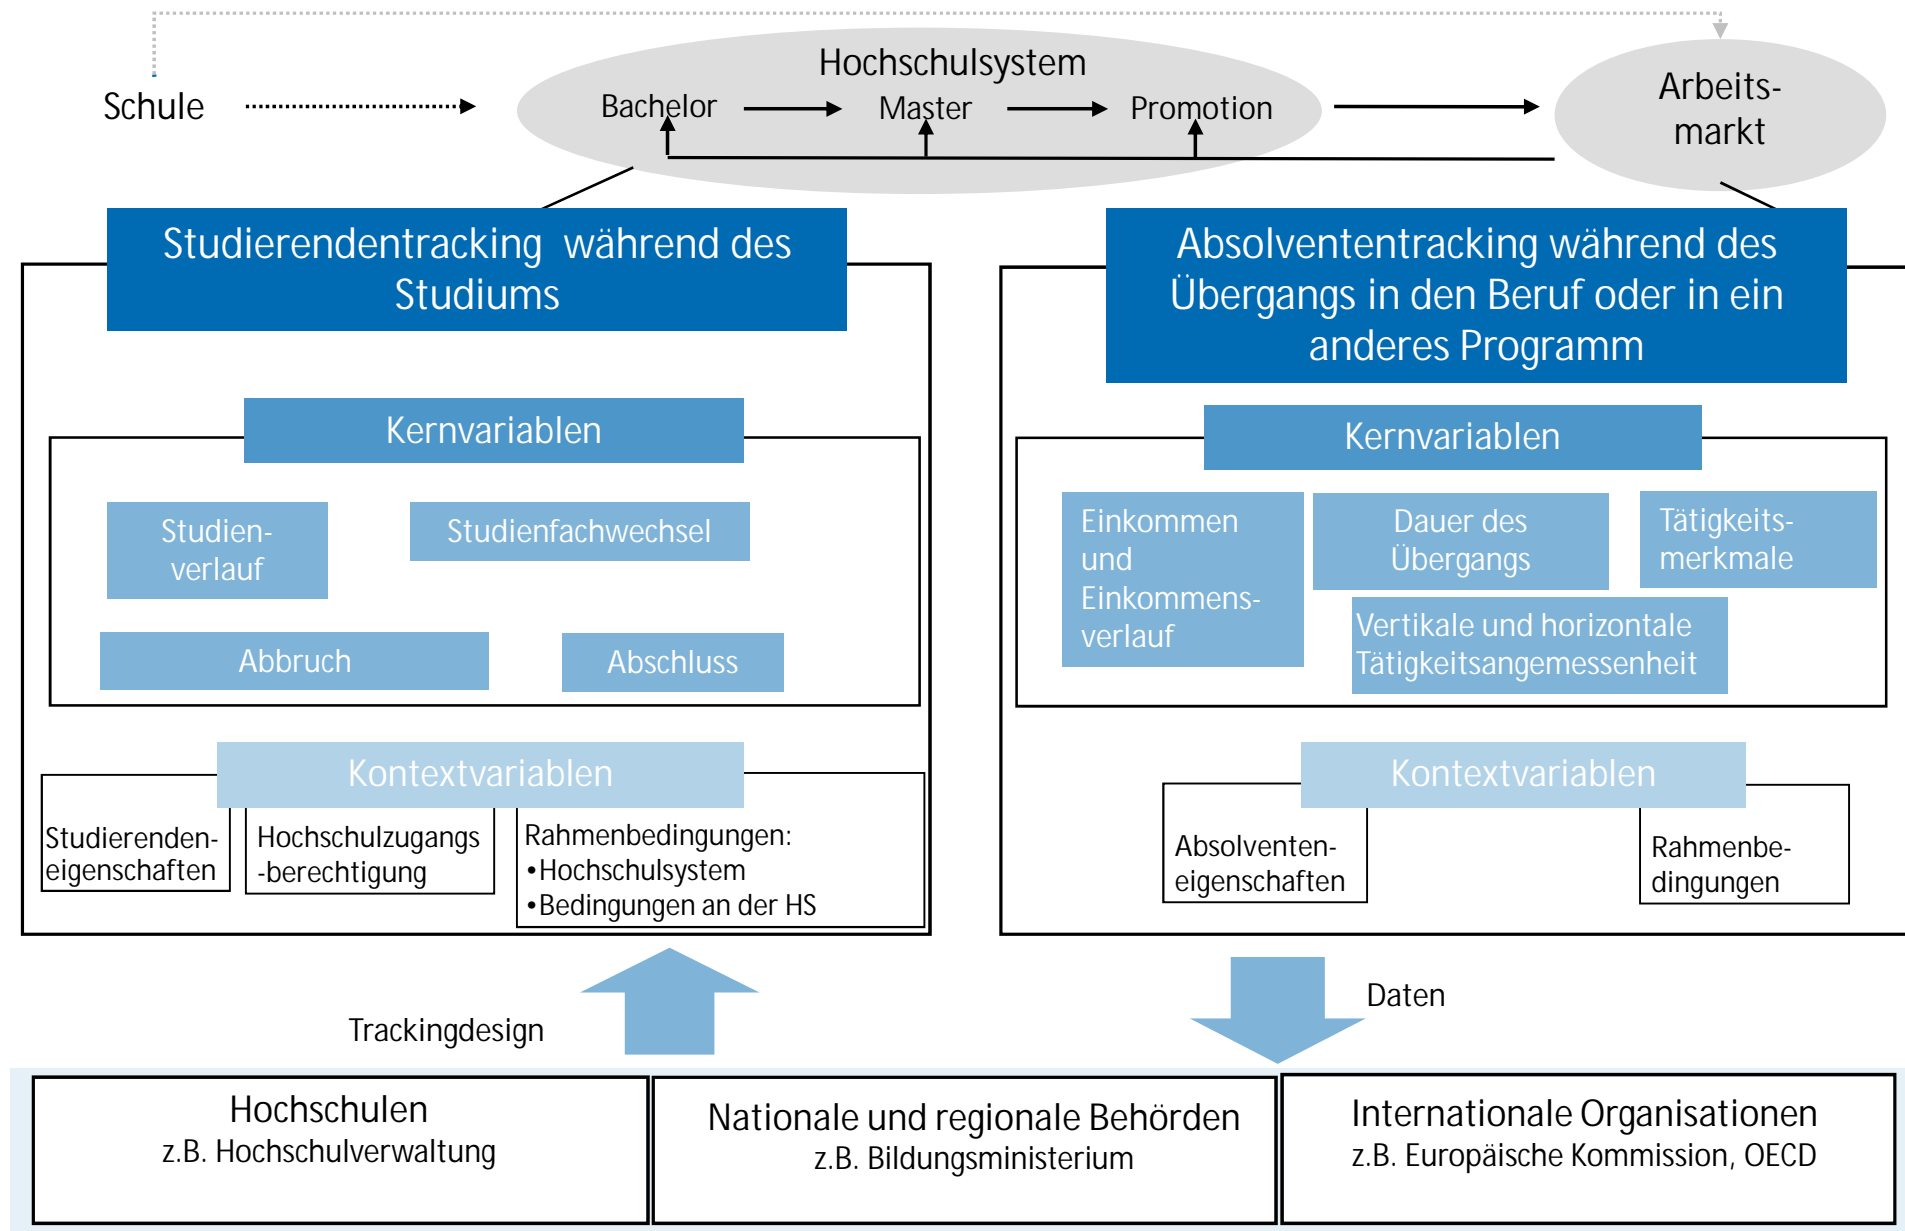 Hochschulsystem
Schule
Bachelor
Master
Promotion
Arbeits-
markt
Studierendentracking während des
Studiums
Kernvariablen
Studien-
verlauf
Studienfachwechsel
Abbruch
Abschluss
Kontextvariablen
Studierenden-
eigenschaften
Hochschulzugangs
-berechtigung
Rahmenbedingungen:
•Hochschulsystem
•Bedingungen an der HS
Absolvententracking während des
Übergangs in den Beruf oder in ein
anderes Programm
Kernvariablen
Einkommen
und
Einkommens-
verlauf
Dauer des
Übergangs
Tätigkeits-
merkmale
Vertikale und horizontale
Tätigkeitsangemessenheit
Kontextvariablen
Absolventen-
eigenschaften
Rahmenbe-
dingungen
Trackingdesign
Daten
Hochschulen
z.B. Hochschulverwaltung
Nationale und regionale Behörden
z.B. Bildungsministerium
Internationale Organisationen
z.B. Europäische Kommission, OECD